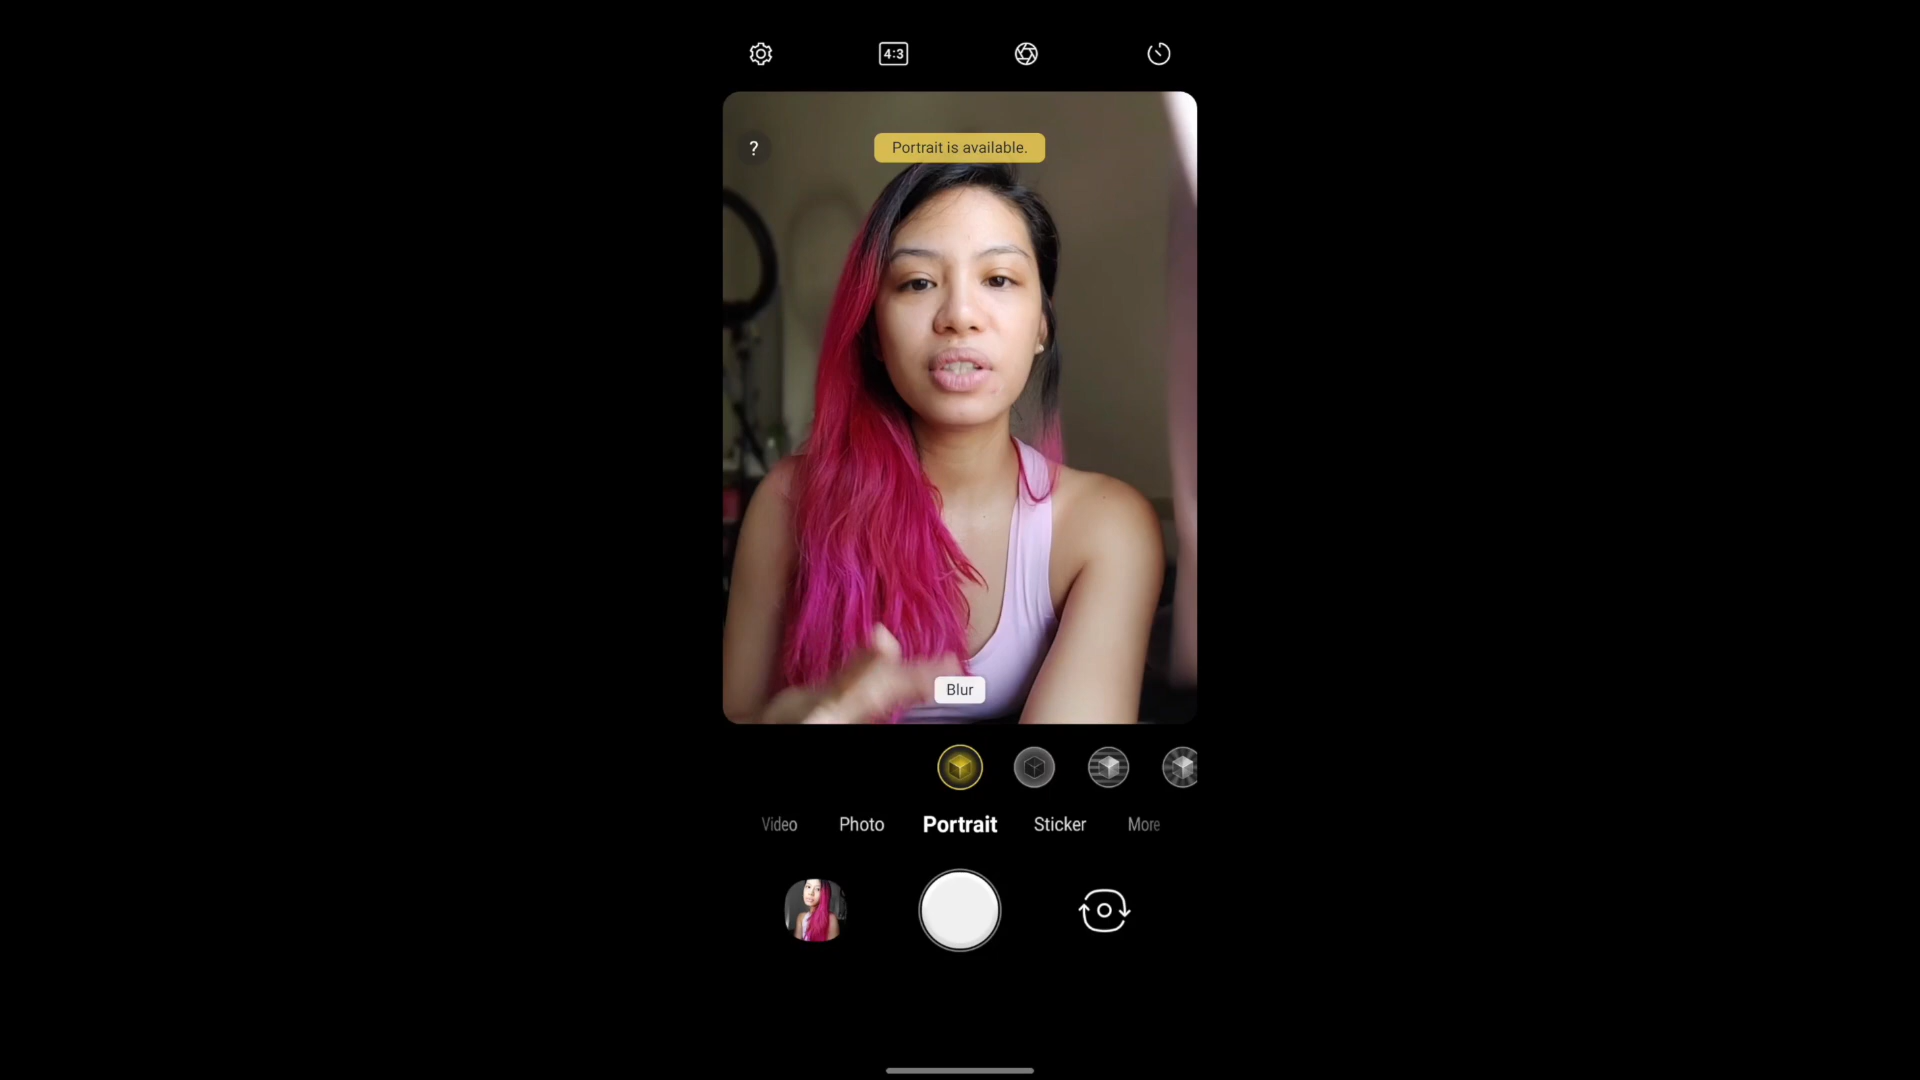 4:3
?
Portrait is available.
Blur
Video Photo Portrait Sticker More